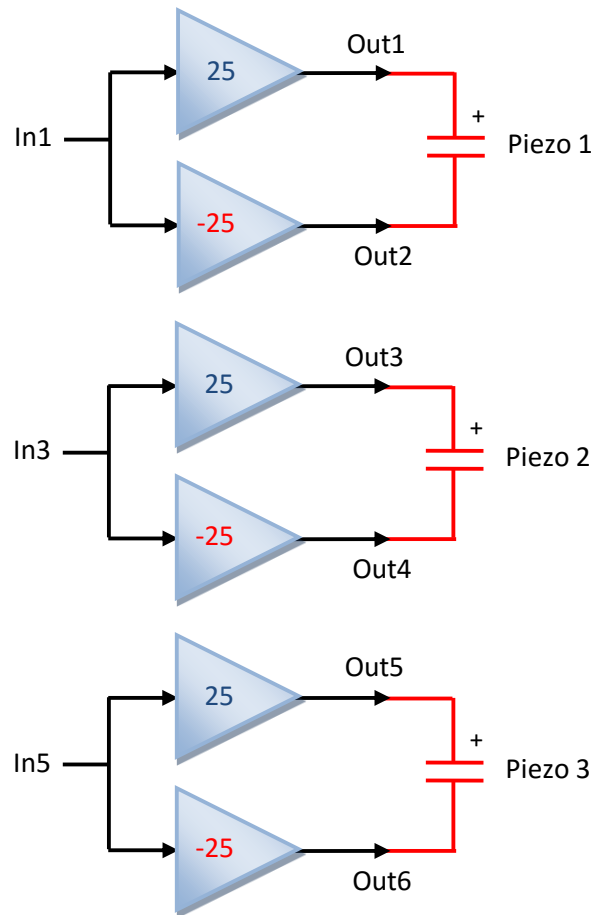 Out1
25
+
In1
Piezo 1
-25
Out2
Out3
25
+
In3
Piezo 2
-25
Out4
Out5
25
+
In5
Piezo 3
-25
Out6